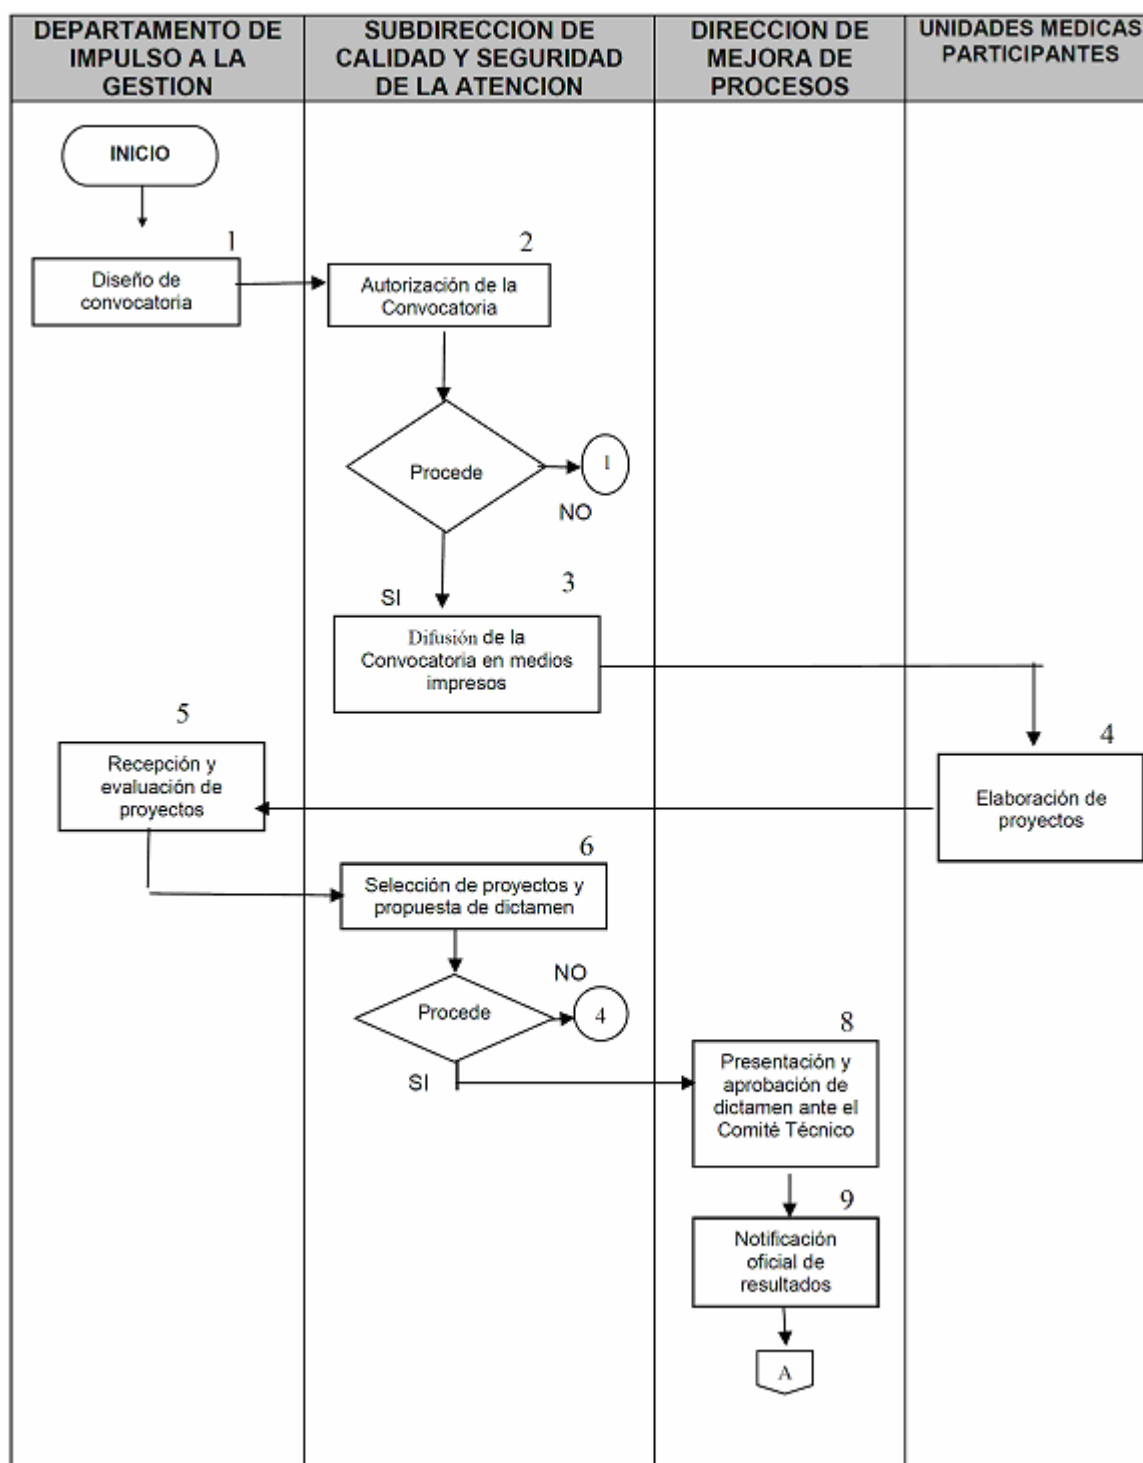 DEPARTAMENTO DE
IMPULSO A LA
GESTION
SUBDIRECCION DE
CALIDAD Y SEGURIDAD
DE LA ATENCION
DIRECCION DE
MEJORA DE
PROCESOS
UNIDADES MEDICAS
PARTICIPANTES
INICIO
1
Diseño de
convocatoria
2
Autorización de la
Convocatoria
Procede
1
NO
SI
3
Difusión de la
Convocatoria en medios
impresos
4
Elaboración de
proyectos
5
Recepción y
evaluación de
proyectos
6
Selección de proyectos y
propuesta de dictamen
Procede
NO
4
SI
8
Presentación y
aprobación de
dictamen ante el
Comité Técnico
9
Notificación
oficial de
resultados
A